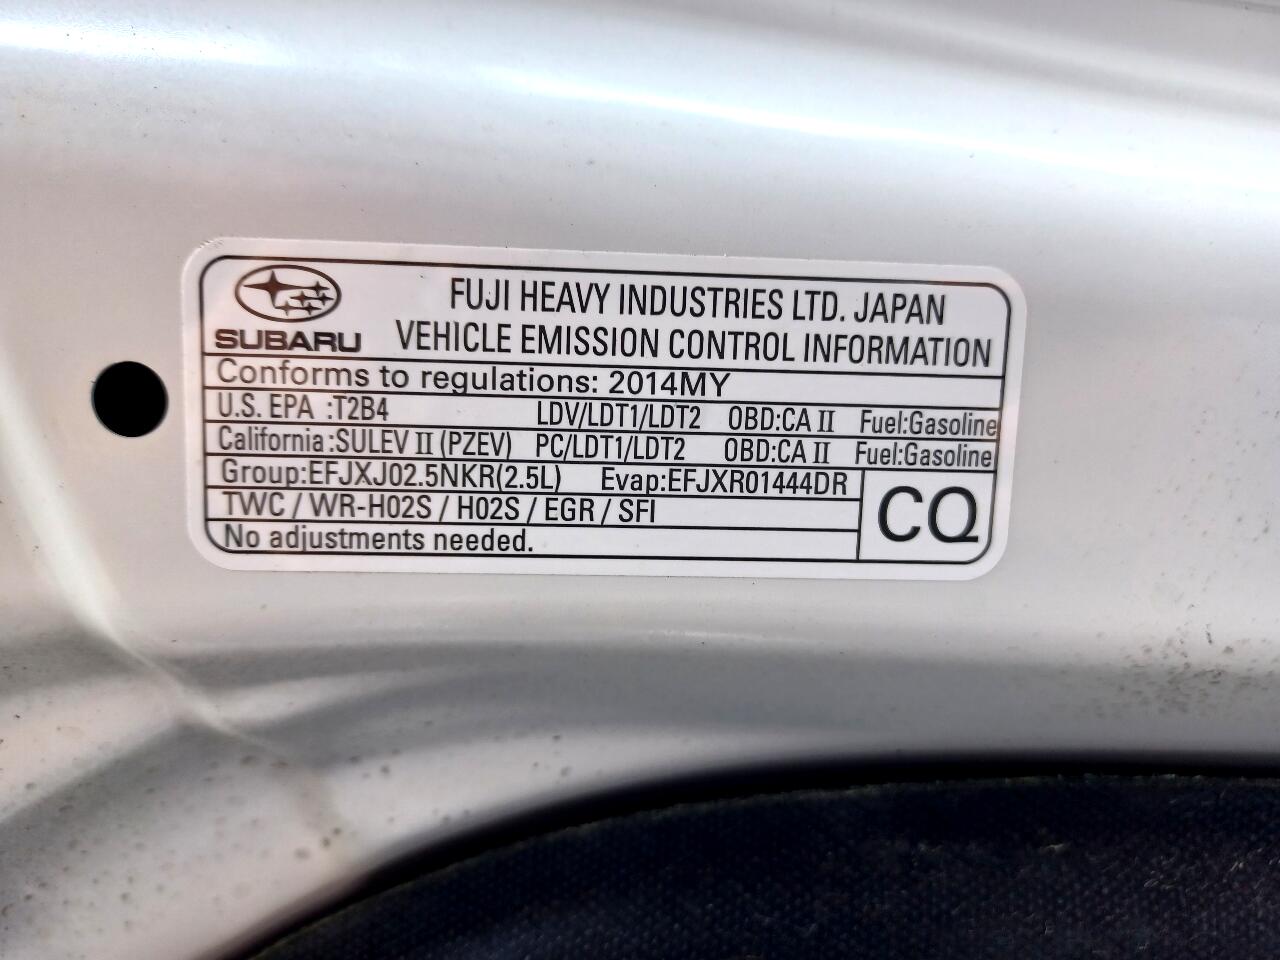 SUBARU
FUJI HEAVY INDUSTRIES LTD. JAPAN
VEHICLE EMISSION CONTROL INFORMATION
Conforms to regulations: 2014MY
U.S. EPA :T2B4 LDV/LDT1/LDT2 OBD:CA II Fuel:Gasoline
California:SULEV II (PZEV) PC/LDT1/LDT2 OBD:CA II Fuel:Gasoline
Group:EFJXJ02.5NKR(2.5L) Evap:EFJXR01444DR
TWC / WR-HO2S / HO2S / EGR / SFI
No adjustments needed.
CQ